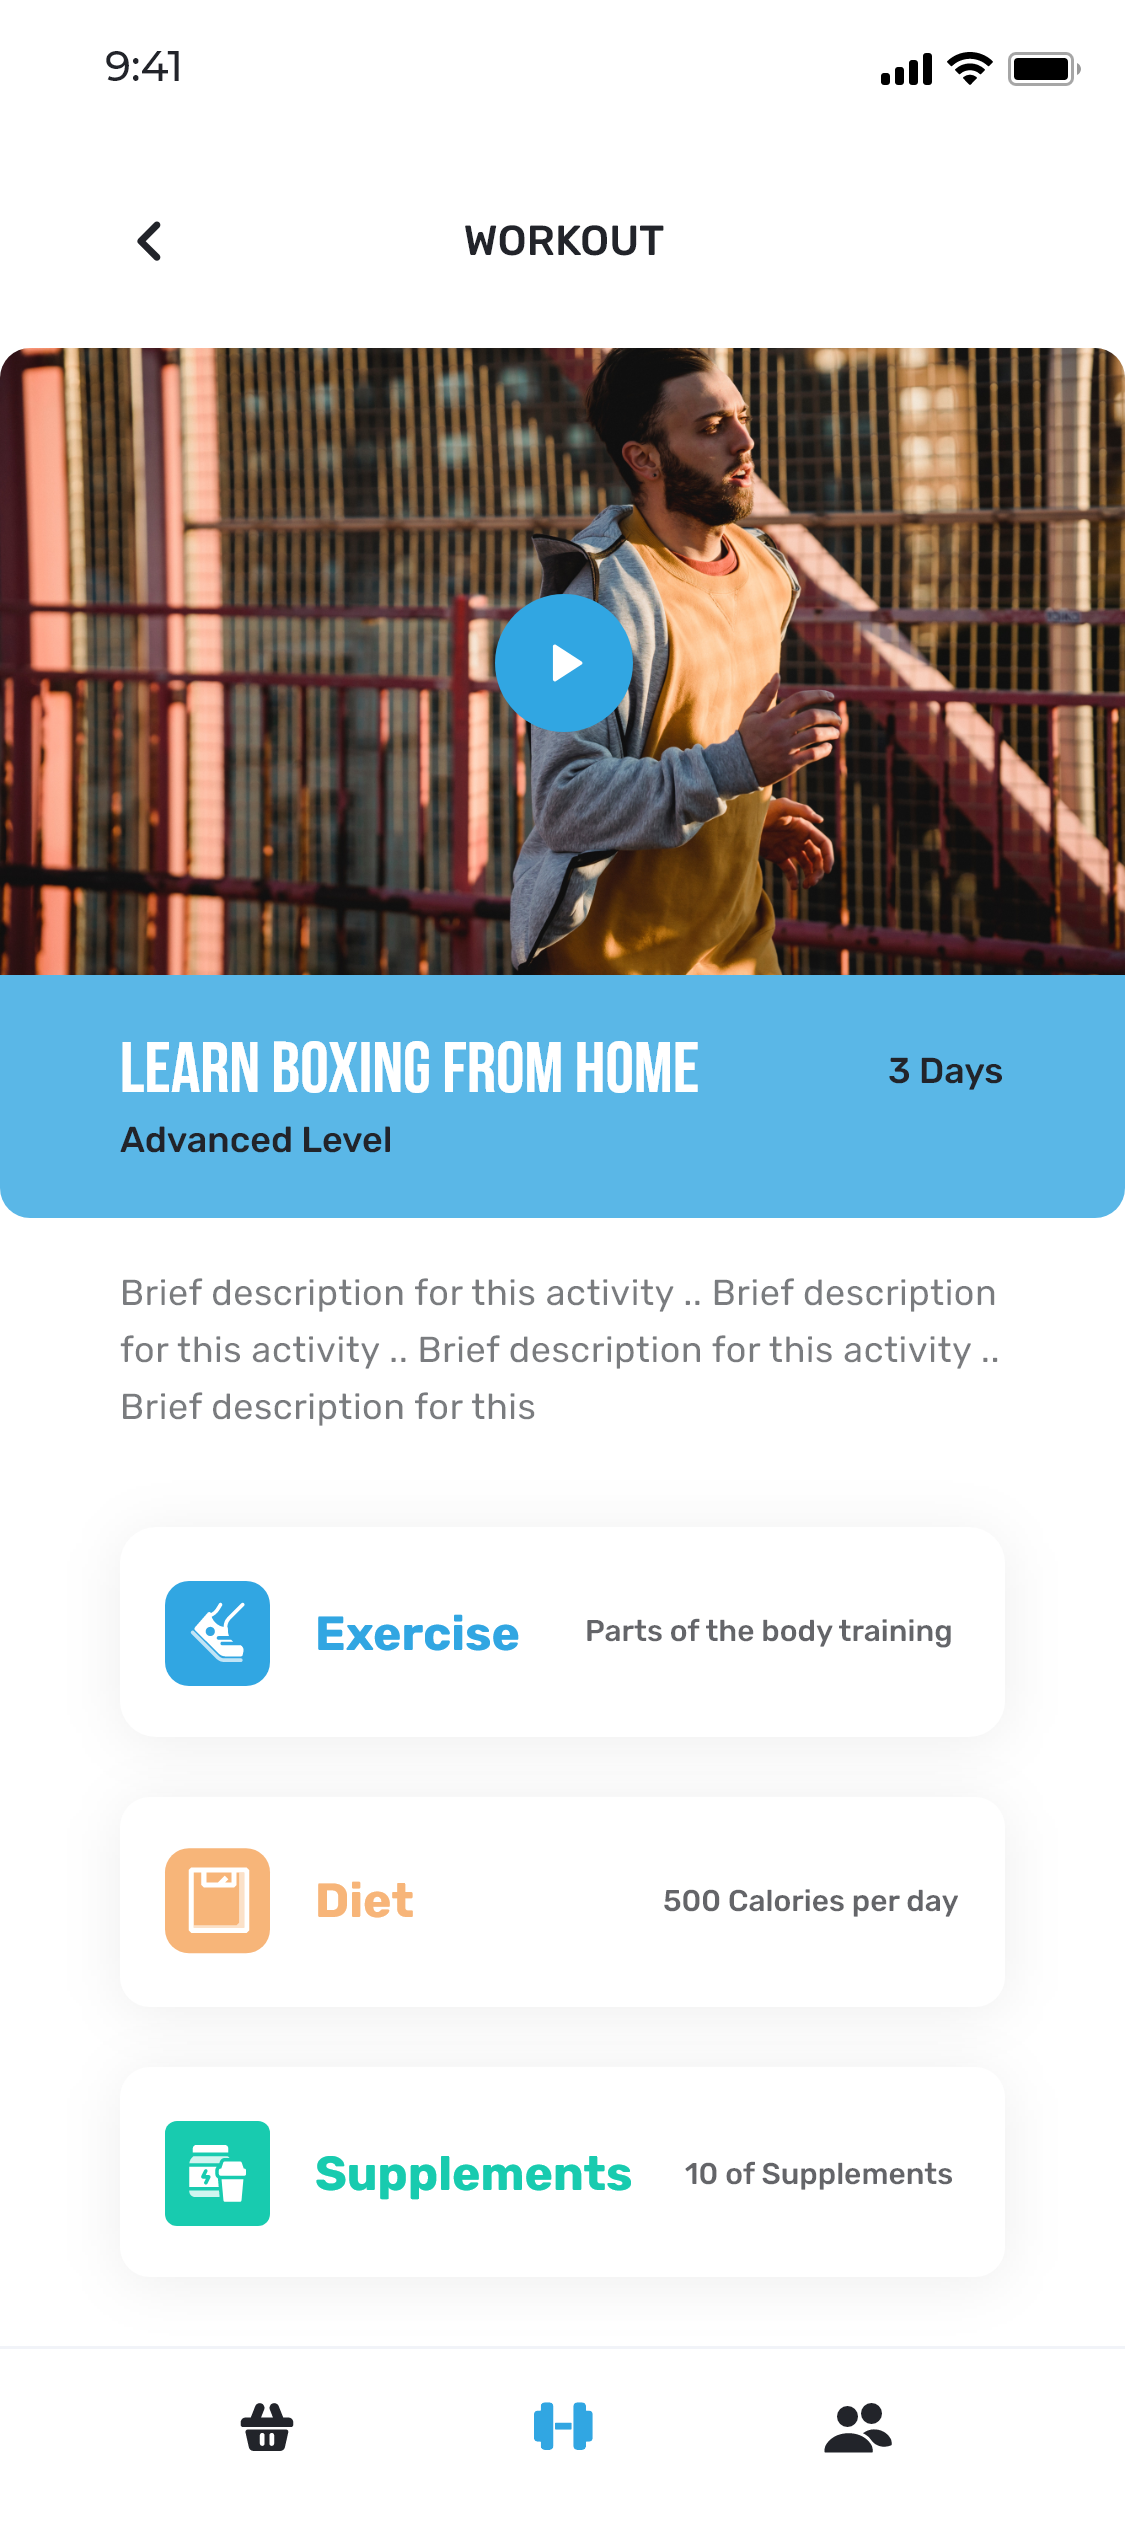 9:41
WORKOUT
LEARN BOXING FROM HOME
3 Days
Advanced Level
Brief description for this activity .. Brief description
for this activity .. Brief description for this activity ..
Brief description for this
Exercise
Parts of the body training
Diet
500 Calories per day
Supplements
10 of Supplements